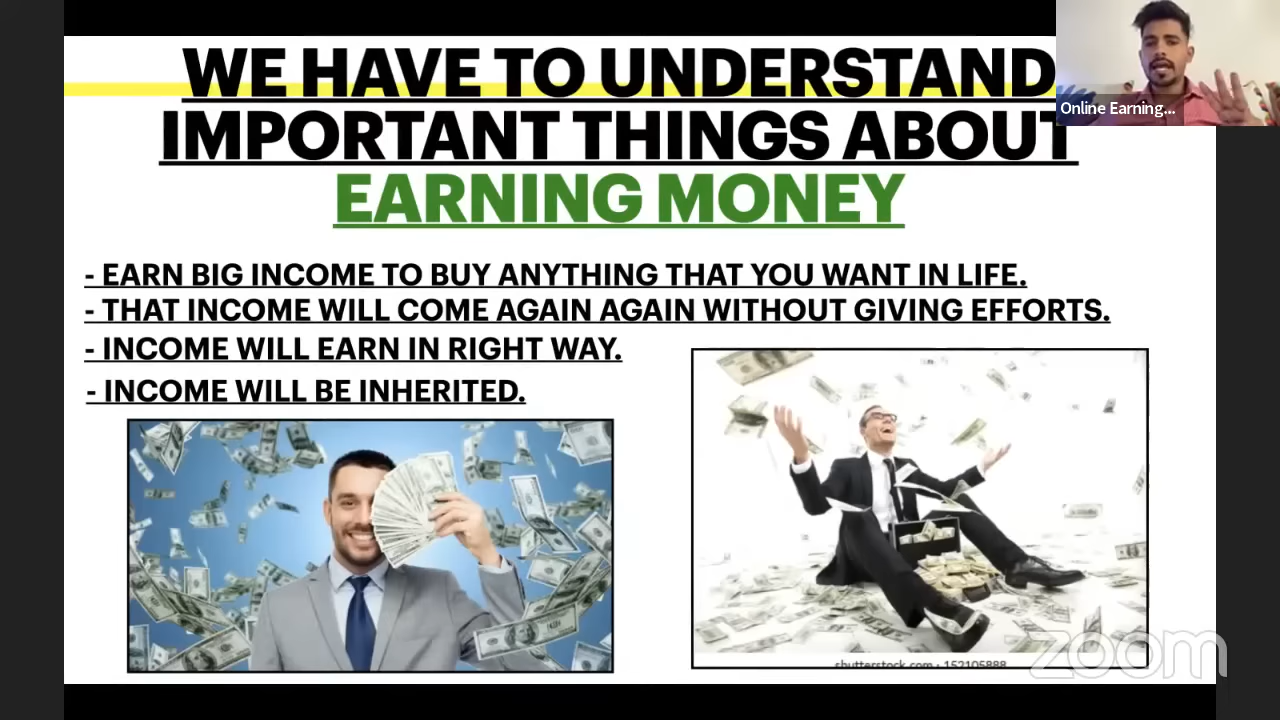 WE HAVE TO UNDERSTAND
IMPORTANT THINGS ABOUT
EARNING MONEY
Online Earning...
- EARN BIG INCOME TO BUY ANYTHING THAT YOU WANT IN LIFE.
- THAT INCOME WILL COME AGAIN AGAIN WITHOUT GIVING EFFORTS.
- INCOME WILL EARN IN RIGHT WAY.
- INCOME WILL BE INHERITED.
shutterstock.com · 152105888
zoom